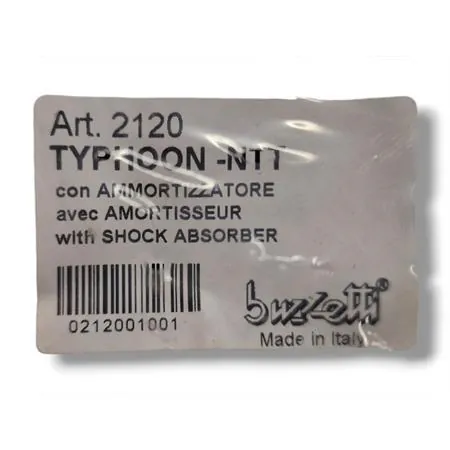 Art. 2120
TYPHOON -NTT
con AMMORTIZZATORE
avec AMORTISSEUR
with SHOCK ABSORBER
0212001001
buzzetti®
Made in Italy